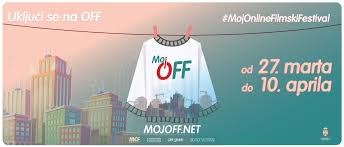 Uključi se na OFF
#MojOnlineFilmskiFestival
Moj
OFF
od 27. marta
do 10. aprila
MOJOFF.NET